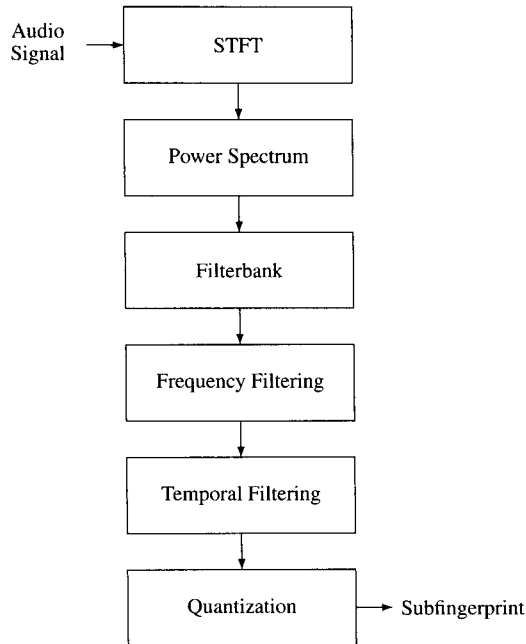 Audio
Signal
STFT
Power Spectrum
Filterbank
Frequency Filtering
Temporal Filtering
Quantization
Subfingerprint